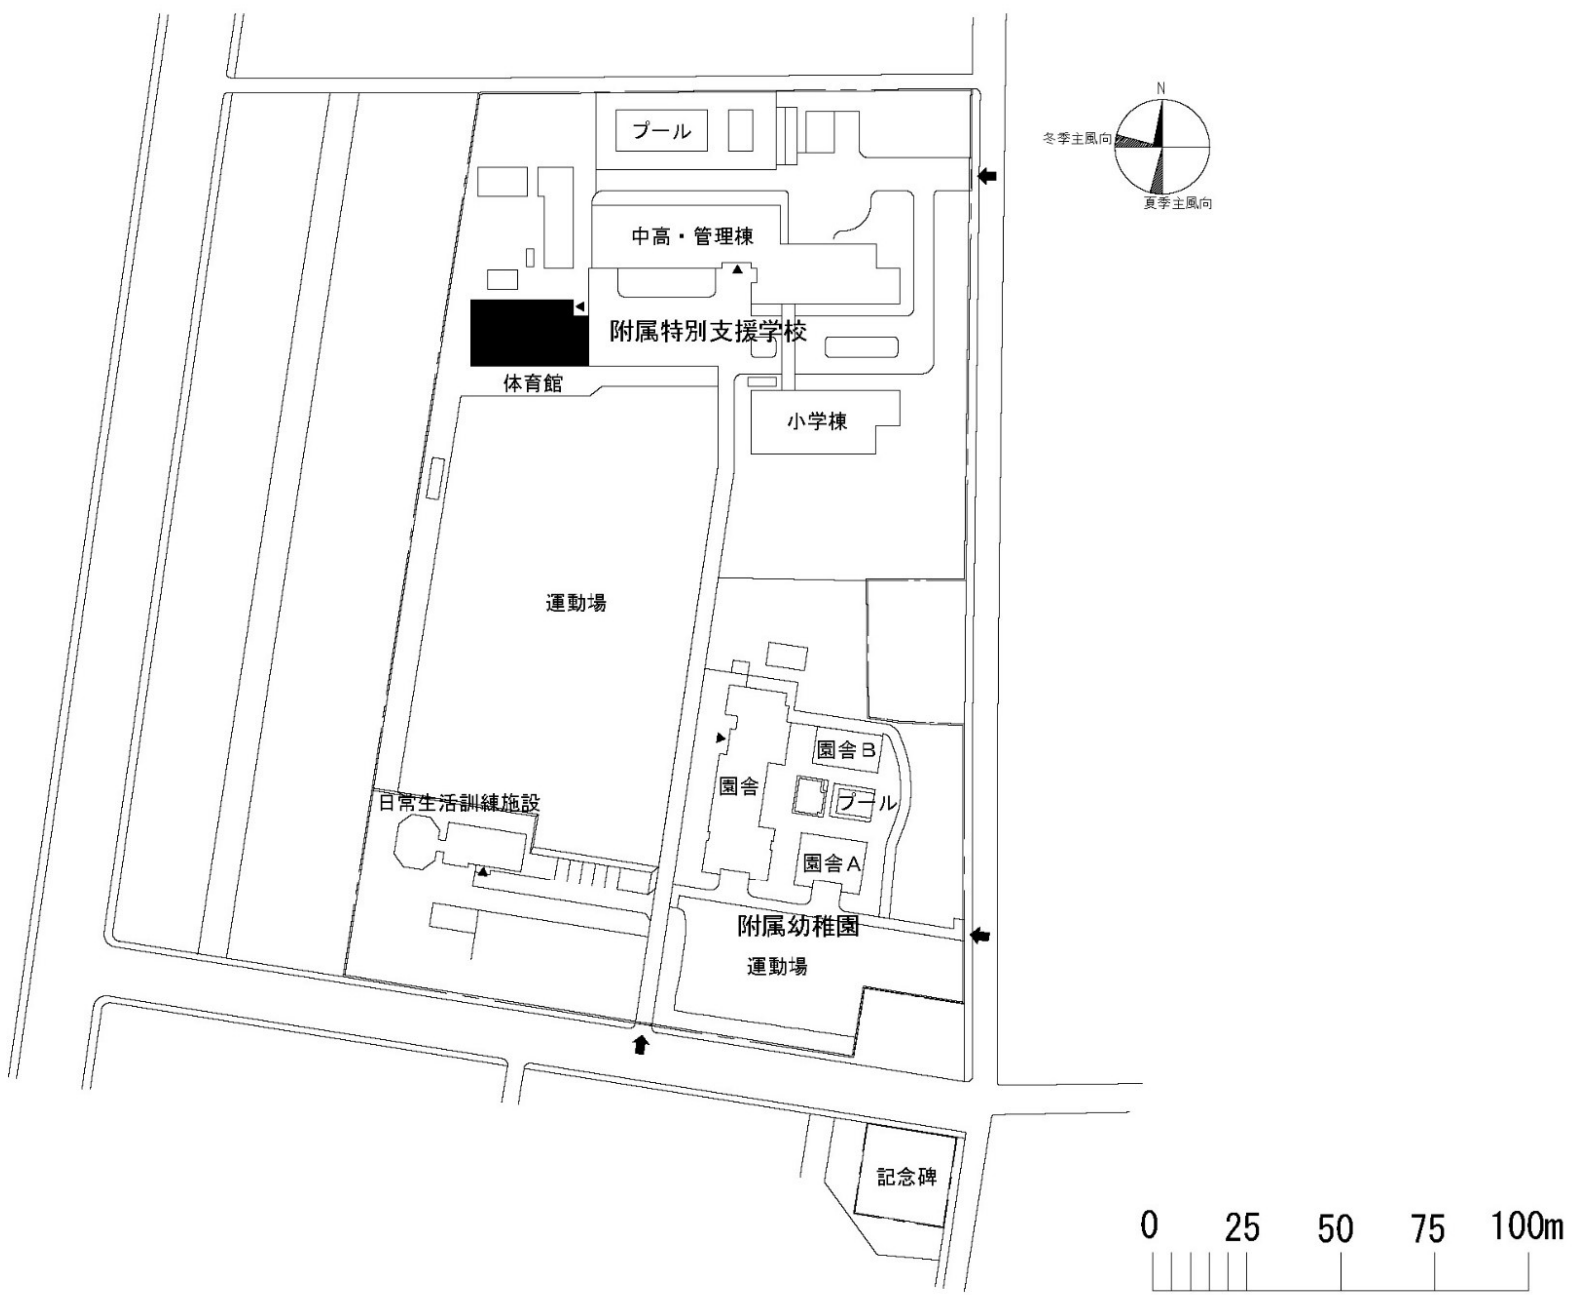 プール
N
冬季主風向
夏季主風向
中高・管理棟
附属特別支援学校
体育館
小学棟
運動場
園舎B
園舎
プール
日常生活訓練施設
園舎A
附属幼稚園
運動場
記念碑
0 25 50 75 100m